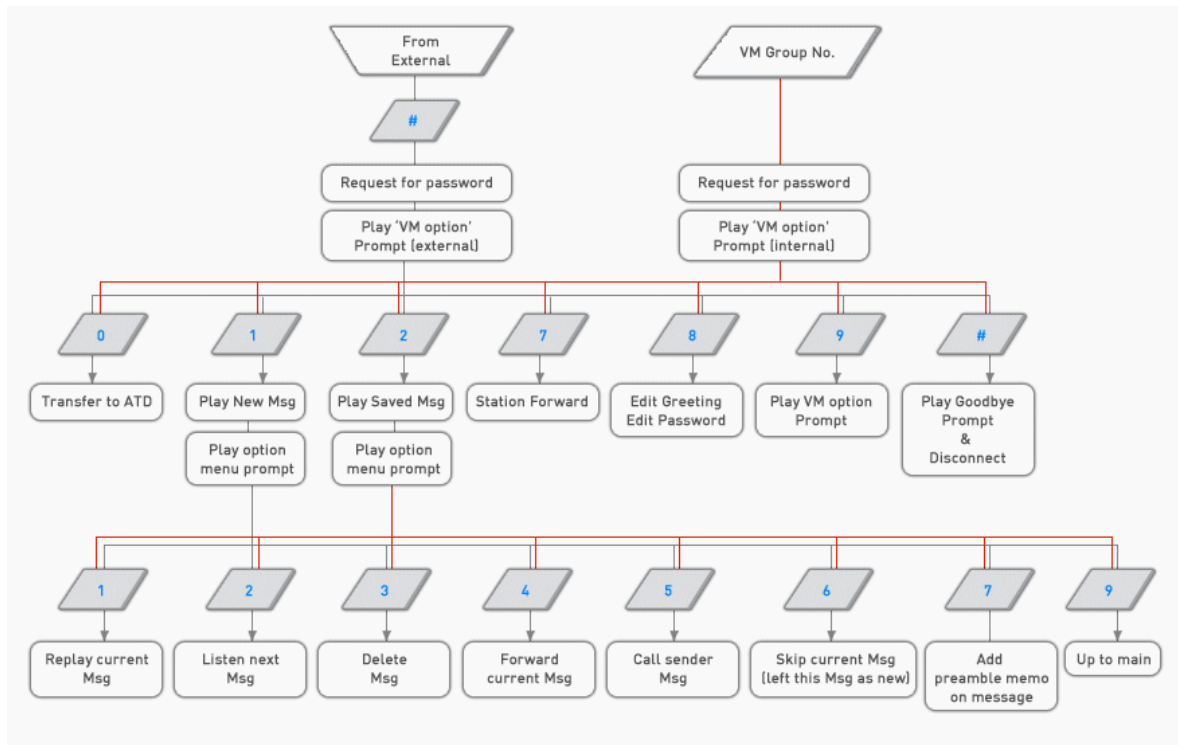 From
External
VM Group No.
#
Request for password
Request for password
Play ‘VM option’
Prompt (external)
Play ‘VM option’
Prompt (internal)
0
1
2
7
8
9
#
Transfer to ATD
Play New Msg
Play Saved Msg
Station Forward
Edit Greeting
Edit Password
Play VM option
Prompt
Play Goodbye
Prompt
&
Disconnect
Play option
menu prompt
Play option
menu prompt
1
2
3
4
5
6
7
9
Replay current
Msg
Listen next
Msg
Delete
Msg
Forward
current Msg
Call sender
Msg
Skip current Msg
(left this Msg as new)
Add
preamble memo
on message
Up to main